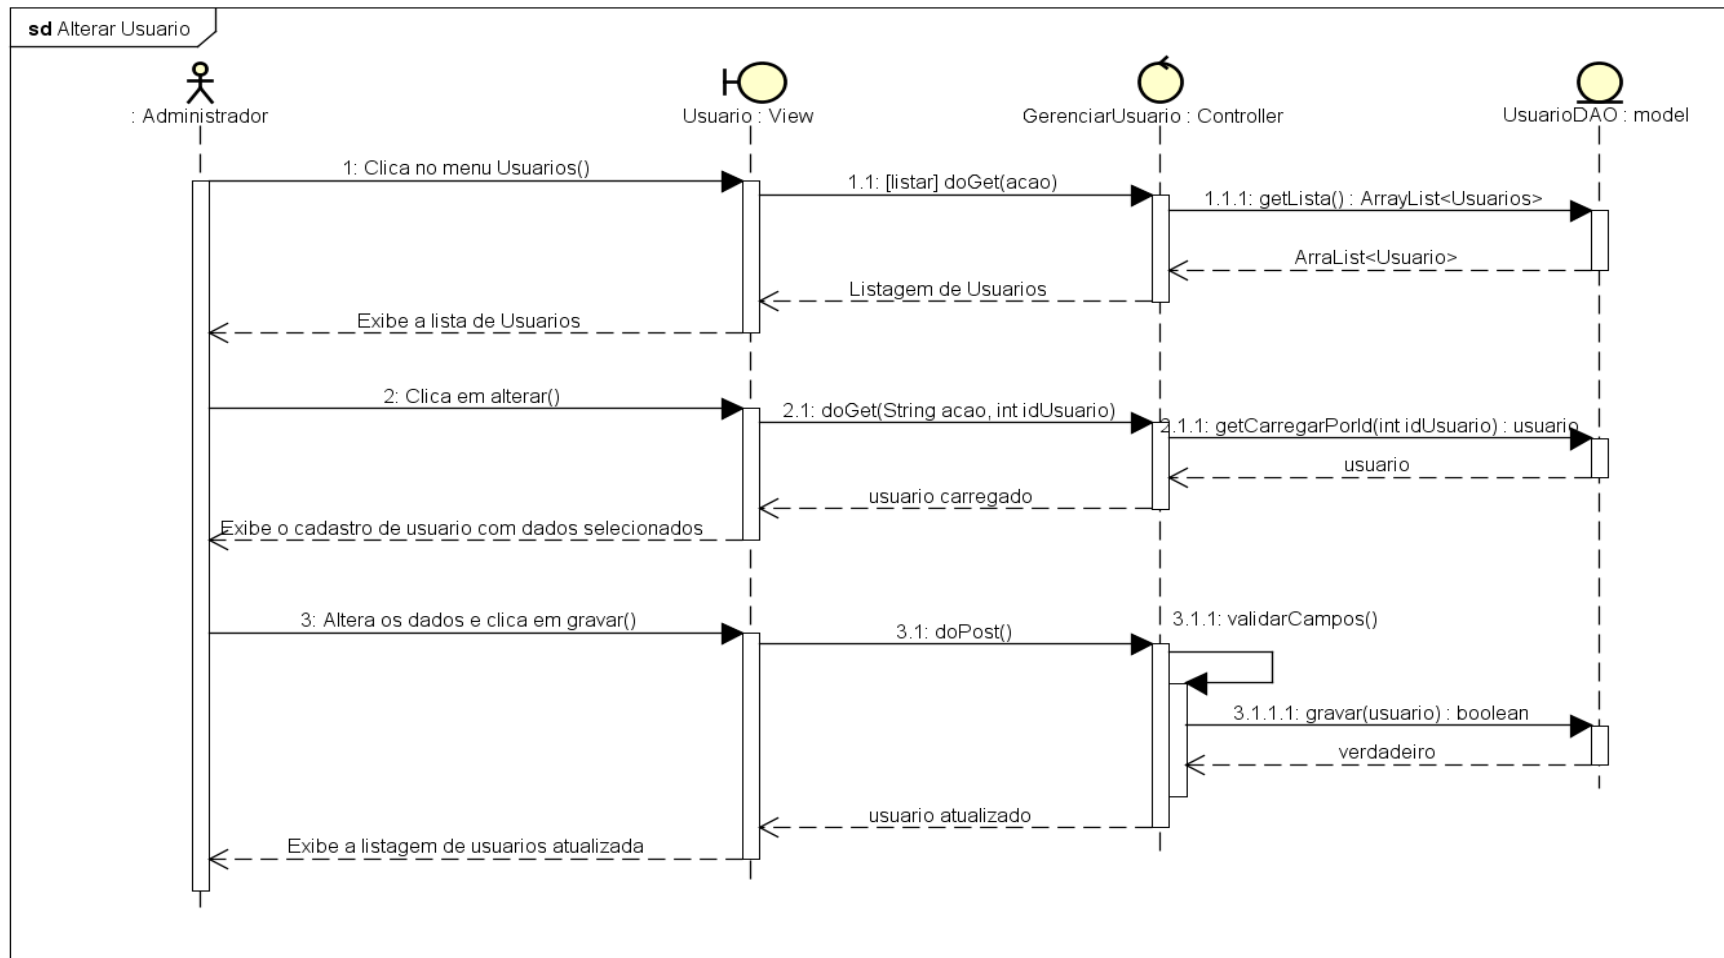 sd Alterar Usuario
: Administrador
Usuario : View
GerenciarUsuario : Controller
UsuarioDAO : model
1: Clica no menu Usuarios()
1.1: [listar] doGet(acao)
1.1.1: getLista() : ArrayList<Usuarios>
ArraList<Usuario>
Listagem de Usuarios
Exibe a lista de Usuarios
2: Clica em alterar()
2.1: doGet(String acao, int idUsuario)
2.1.1: getCarregarPorId(int idUsuario) : usuario
usuario
usuario carregado
Exibe o cadastro de usuario com dados selecionados
3: Altera os dados e clica em gravar()
3.1: doPost()
3.1.1: validarCampos()
3.1.1.1: gravar(usuario) : boolean
verdadeiro
usuario atualizado
Exibe a listagem de usuarios atualizada